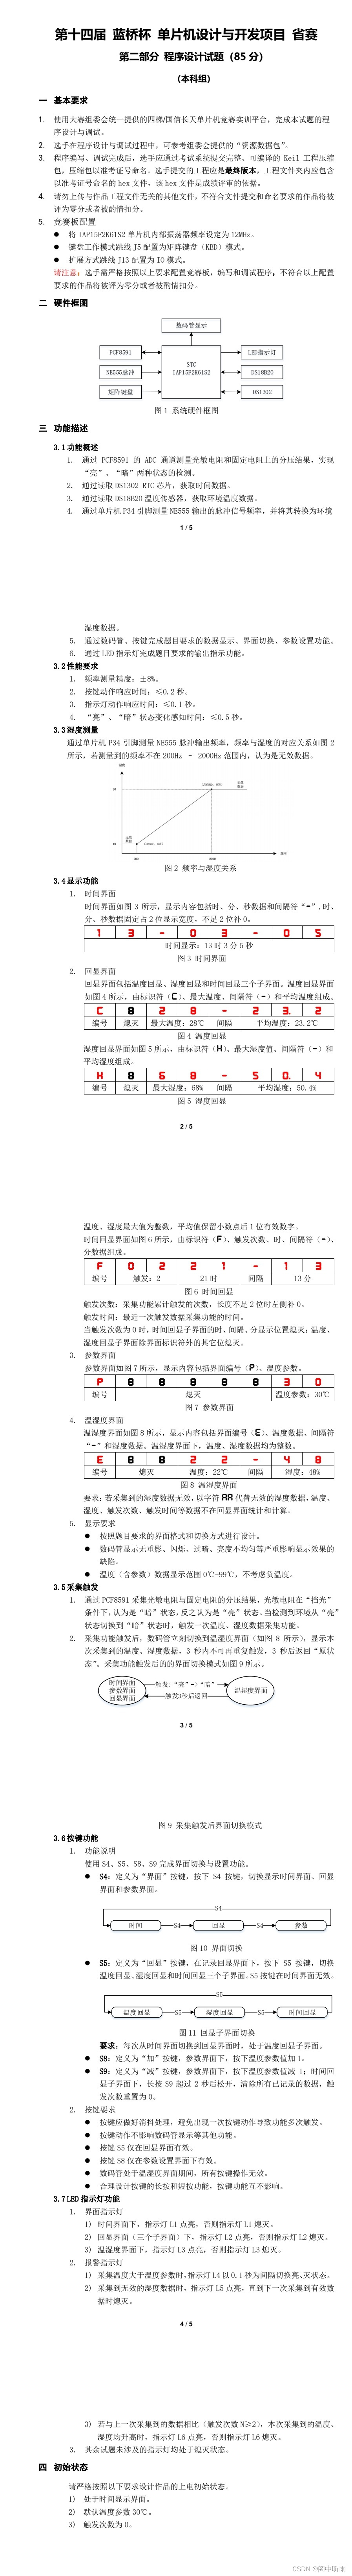 第十四届 蓝桥杯 单片机设计与开发项目 省赛
第二部分 程序设计试题（85 分）
（本科组）
一 基本要求
1. 使用大赛组委会统一提供的四梯/国信长天单片机竞赛实训平台，完成本试题的程
序设计与调试。
2. 选手在程序设计与调试过程中，可参考组委会提供的“资源数据包”。
3. 程序编写、调试完成后，选手应通过考试系统提交完整、可编译的 Keil 工程压缩
包，压缩包以准考证号命名。选手提交的工程应是最终版本，工程文件夹内应包含
以准考证号命名的 hex 文件，该 hex 文件是成绩评审的依据。
4. 请勿上传与作品工程文件无关的其他文件，不符合文件提交和命名要求的作品将被
评为零分或者被酌情扣分。
5. 竞赛板配置
● 将 IAP15F2K61S2 单片机内部振荡器频率设定为 12MHz。
● 键盘工作模式跳线 J5 配置为矩阵键盘（KBD）模式。
● 扩展方式跳线 J13 配置为 IO 模式。
请注意：选手需严格按照以上要求配置竞赛板，编写和调试程序，不符合以上配置
要求的作品将被评为零分或者被酌情扣分。
二 硬件框图
数码管显示
PCF8591
LED指示灯
NE555脉冲
STC
IAP15F2K61S2
DS18B20
矩阵键盘
DS1302
图 1 系统硬件框图
三 功能描述
3.1 功能概述
1. 通过 PCF8591 的 ADC 通道测量光敏电阻和固定电阻上的分压结果，实现
“亮”、“暗”两种状态的检测。
2. 通过读取 DS1302 RTC 芯片，获取时间数据。
3. 通过读取 DS18B20 温度传感器，获取环境温度数据。
4. 通过单片机 P34 引脚测量 NE555 输出的脉冲信号频率，并将其转换为环境
1 / 5
湿度数据。
5. 通过数码管、按键完成题目要求的数据显示、界面切换、参数设置功能。
6. 通过 LED 指示灯完成题目要求的输出指示功能。
3.2 性能要求
1. 频率测量精度：±8%。
2. 按键动作响应时间：≤0.2 秒。
3. 指示灯动作响应时间：≤0.1 秒。
4. “亮”、“暗”状态变化感知时间：≤0.5 秒。
3.3 湿度测量
通过单片机 P34 引脚测量 NE555 脉冲输出频率，频率与湿度的对应关系如图 2
所示，若测量到的频率不在 200Hz - 2000Hz 范围内，认为是无效数据。
图 2 频率与湿度关系
3.4 显示功能
1. 时间界面
时间界面如图 3 所示，显示内容包括时、分、秒数据和间隔符“-”，时、
分、秒数据固定占 2 位显示宽度，不足 2 位补 0。
1 3 - 0 3 - 0 5
时间显示：13 时 3 分 5 秒
图 3 时间界面
2. 回显界面
回显界面包括温度回显、湿度回显和时间回显三个子界面。温度回显界面
如图 4 所示，由标识符（C）、最大温度、间隔符（-）和平均温度组成。
C 8 2 8 - 2 3. 2
编号 熄灭 最大温度：28℃ 间隔 平均温度：23.2℃
图 4 温度回显
湿度回显界面如图 5 所示，由标识符（H）、最大湿度值、间隔符（-）和
平均湿度组成。
H 8 6 8 - 5 0. 4
编号 熄灭 最大湿度：68% 间隔 平均湿度：50.4%
图 5 湿度回显
2 / 5
温度、湿度最大值为整数，平均值保留小数点后 1 位有效数字。
时间回显界面如图 6 所示，由标识符（F）、触发次数、时、间隔符（-）、
分数据组成。
F 0 2 2 1 - 1 3
编号 触发：2 21 时 间隔 13 分
图 6 时间回显
触发次数：采集功能累计触发的次数，长度不足 2 位时左侧补 0。
触发时间：最近一次触发数据采集功能的时间。
当触发次数为 0 时，时间回显子界面的时、间隔、分显示位置熄灭；温度、
湿度回显子界面除界面标识符外的其它位熄灭。
3. 参数界面
参数界面如图 7 所示，显示内容包括界面编号（P）、温度参数。
P 8 8 8 8 8 3 0
编号 熄灭 温度参数：30℃
图 7 参数界面
4. 温湿度界面
温湿度界面如图 8 所示，显示内容包括界面编号（E）、温度数据、间隔符
“-”和湿度数据。温湿度界面下，温度、湿度数据均为整数。
E 8 8 2 2 - 4 8
编号 熄灭 温度：22℃ 间隔 湿度：48%
图 8 温湿度界面
要求：若采集到的湿度数据无效，以字符 AA 代替无效的湿度数据，温度、
湿度、触发次数、触发时间等数据不在回显界面统计和计算。
5. 显示要求
● 按照题目要求的界面格式和切换方式进行设计。
● 数码管显示无重影、闪烁、过暗、亮度不均匀等严重影响显示效果的
缺陷。
● 温度（含参数）数据显示范围 0℃-99℃，不考虑负温度。
3.5 采集触发
1. 通过 PCF8591 采集光敏电阻与固定电阻的分压结果，光敏电阻在“挡光”
条件下，认为是“暗”状态，反之认为是“亮”状态。当检测到环境从“亮”
状态切换到“暗”状态时，触发一次温度、湿度数据采集功能。
2. 采集功能触发后，数码管立刻切换到温湿度界面（如图 8 所示），显示本
次采集到的温度、湿度数据，3 秒内不可再重复触发，3 秒后返回“原状
态”。采集功能触发后的的界面切换模式如图 9 所示。
时间界面
参数界面
回显界面
触发：“亮”->“暗”
触发3秒后返回
温湿度界面
3 / 5
图 9 采集触发后界面切换模式
3.6 按键功能
1. 功能说明
使用 S4、S5、S8、S9 完成界面切换与设置功能。
● S4：定义为“界面”按键，按下 S4 按键，切换显示时间界面、回显
界面和参数界面。
S4
时间 S4 回显 S4 参数
图 10 界面切换
● S5：定义为“回显”按键，在记录回显界面下，按下 S5 按键，切换
温度回显、湿度回显和时间回显三个子界面。S5 按键在时间界面无效。
S5
温度回显 S5 湿度回显 S5 时间回显
图 11 回显子界面切换
要求：每次从时间界面切换到回显界面时，处于温度回显子界面。
● S8：定义为“加”按键，参数界面下，按下温度参数值加 1。
● S9：定义为“减”按键，参数界面下，按下温度参数值减 1；时间回
显子界面下，长按 S9 超过 2 秒后松开，清除所有已记录的数据，触
发次数重置为 0。
2. 按键要求
● 按键应做好消抖处理，避免出现一次按键动作导致功能多次触发。
● 按键动作不影响数码管显示等其他功能。
● 按键 S5 仅在回显界面有效。
● 按键 S8 仅在参数设置界面下有效。
● 数码管处于温湿度界面期间，所有按键操作无效。
● 合理设计按键的长按和短按功能，按键功能互不影响。
3.7 LED 指示灯功能
1. 界面指示灯
1) 时间界面下，指示灯 L1 点亮，否则指示灯 L1 熄灭。
2) 回显界面（三个子界面）下，指示灯 L2 点亮，否则指示灯 L2 熄灭。
3) 温湿度界面下，指示灯 L3 点亮，否则指示灯 L3 熄灭。
2. 报警指示灯
1) 采集温度大于温度参数时，指示灯 L4 以 0.1 秒为间隔切换亮、灭状态。
2) 采集到无效的湿度数据时，指示灯 L5 点亮，直到下一次采集到有效数
据时熄灭。
4 / 5
3) 若与上一次采集到的数据相比（触发次数 N≥2），本次采集到的温度、
湿度均升高时，指示灯 L6 点亮，否则指示灯 L6 熄灭。
3. 其余试题未涉及的指示灯均处于熄灭状态。
四 初始状态
请严格按照以下要求设计作品的上电初始状态。
1) 处于时间显示界面。
2) 默认温度参数 30℃。
3) 触发次数为 0。
CSDN @阁中听雨